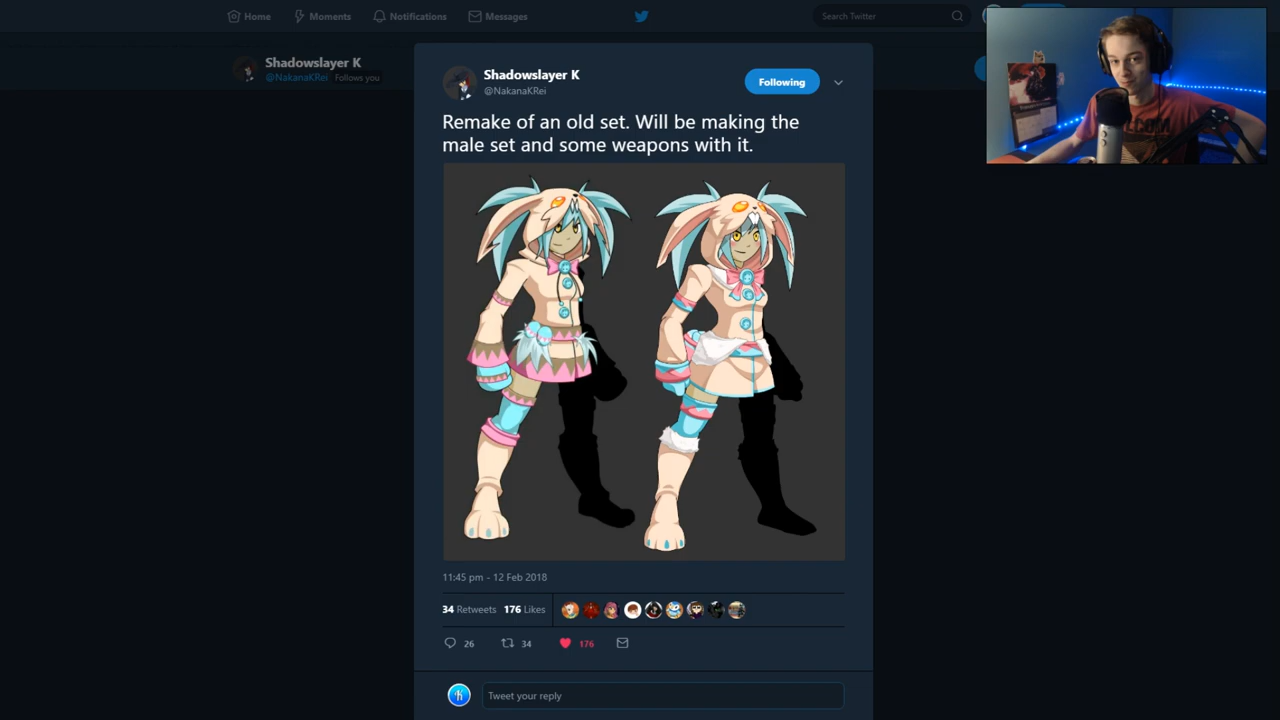 Home
Moments
Notifications
Messages
Search Twitter
Shadowslayer K
@NakanaKRei Follows you
Shadowslayer K
@NakanaKRei
Following
Remake of an old set. Will be making the
male set and some weapons with it.
11:45 pm - 12 Feb 2018
34 Retweets 176 Likes
26 34 176
Tweet your reply